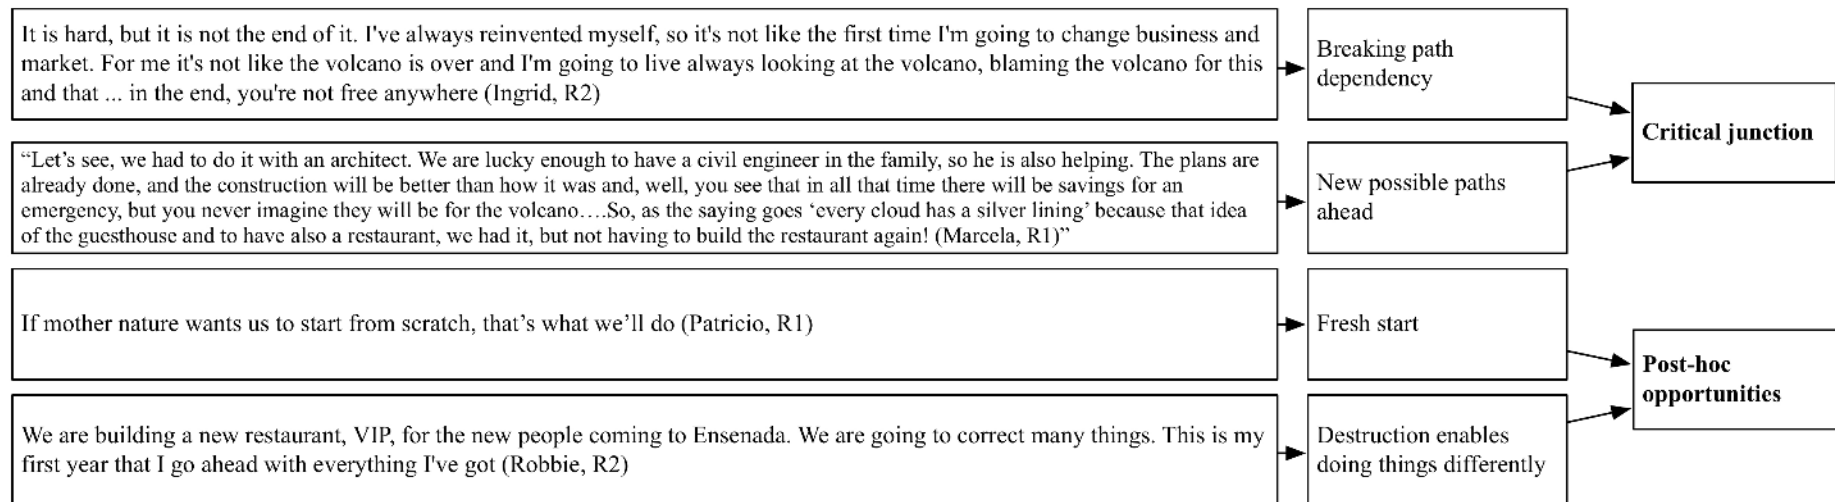 It is hard, but it is not the end of it. I've always reinvented myself, so it's not like the first time I'm going to change business and
market. For me it's not like the volcano is over and I'm going to live always looking at the volcano, blaming the volcano for this
and that ... in the end, you're not free anywhere (Ingrid, R2)
Breaking path
dependency
Critical junction
“Let’s see, we had to do it with an architect. We are lucky enough to have a civil engineer in the family, so he is also helping. The plans are
already done, and the construction will be better than how it was and, well, you see that in all that time there will be savings for an
emergency, but you never imagine they will be for the volcano….So, as the saying goes ‘every cloud has a silver lining’ because that idea
of the guesthouse and to have also a restaurant, we had it, but not having to build the restaurant again! (Marcela, R1)”
New possible paths
ahead
If mother nature wants us to start from scratch, that’s what we’ll do (Patricio, R1)
Fresh start
Post-hoc
opportunities
We are building a new restaurant, VIP, for the new people coming to Ensenada. We are going to correct many things. This is my
first year that I go ahead with everything I've got (Robbie, R2)
Destruction enables
doing things differently